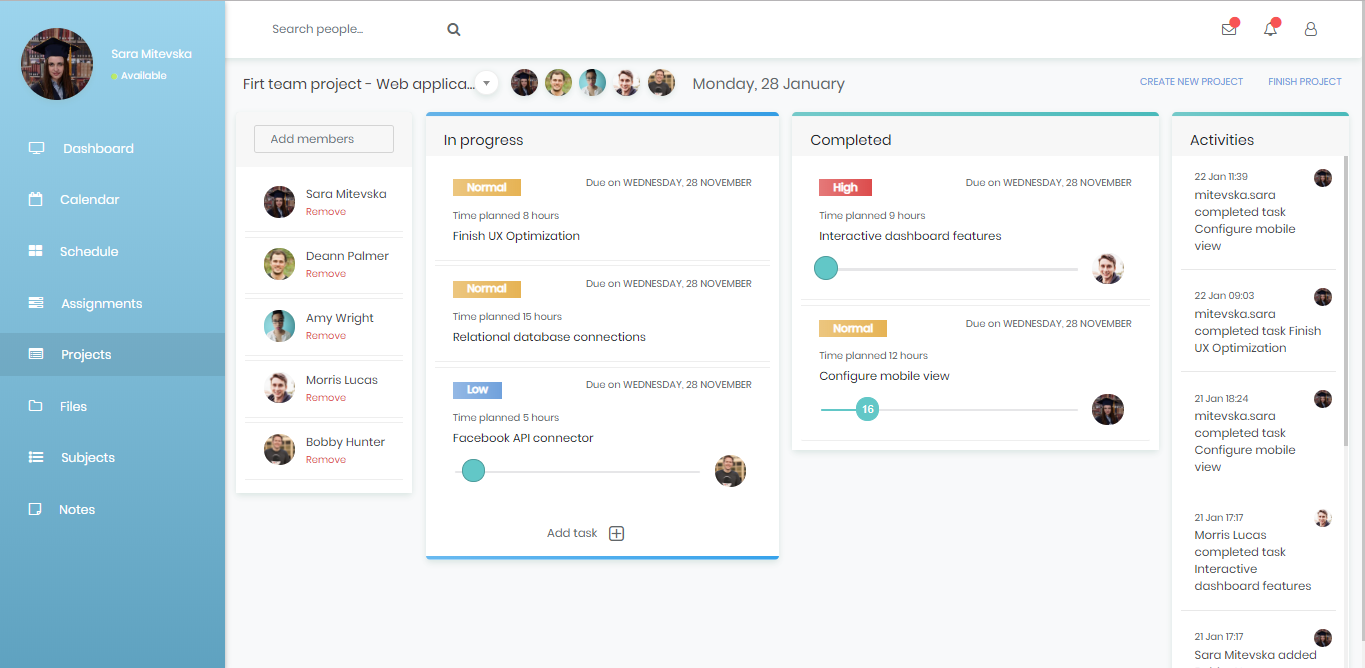 Sara Mitevska
Available
Dashboard
Calendar
Schedule
Assignments
Projects
Files
Subjects
Notes
Search people...
Firt team project - Web applica...
Monday, 28 January
CREATE NEW PROJECT
FINISH PROJECT
Add members
Sara Mitevska
Remove
Deann Palmer
Remove
Amy Wright
Remove
Morris Lucas
Remove
Bobby Hunter
Remove
In progress
Normal
Due on WEDNESDAY, 28 NOVEMBER
Time planned 8 hours
Finish UX Optimization
Normal
Due on WEDNESDAY, 28 NOVEMBER
Time planned 15 hours
Relational database connections
Low
Due on WEDNESDAY, 28 NOVEMBER
Time planned 5 hours
Facebook API connector
Add task
Completed
High
Due on WEDNESDAY, 28 NOVEMBER
Time planned 9 hours
Interactive dashboard features
Normal
Due on WEDNESDAY, 28 NOVEMBER
Time planned 12 hours
Configure mobile view
16
Activities
22 Jan 11:39
mitevska.sara
completed task
Configure mobile
view
22 Jan 09:03
mitevska.sara
completed task Finish
UX Optimization
21 Jan 18:24
mitevska.sara
completed task
Configure mobile
view
21 Jan 17:17
Morris Lucas
completed task
Interactive
dashboard features
21 Jan 17:17
Sara Mitevska added